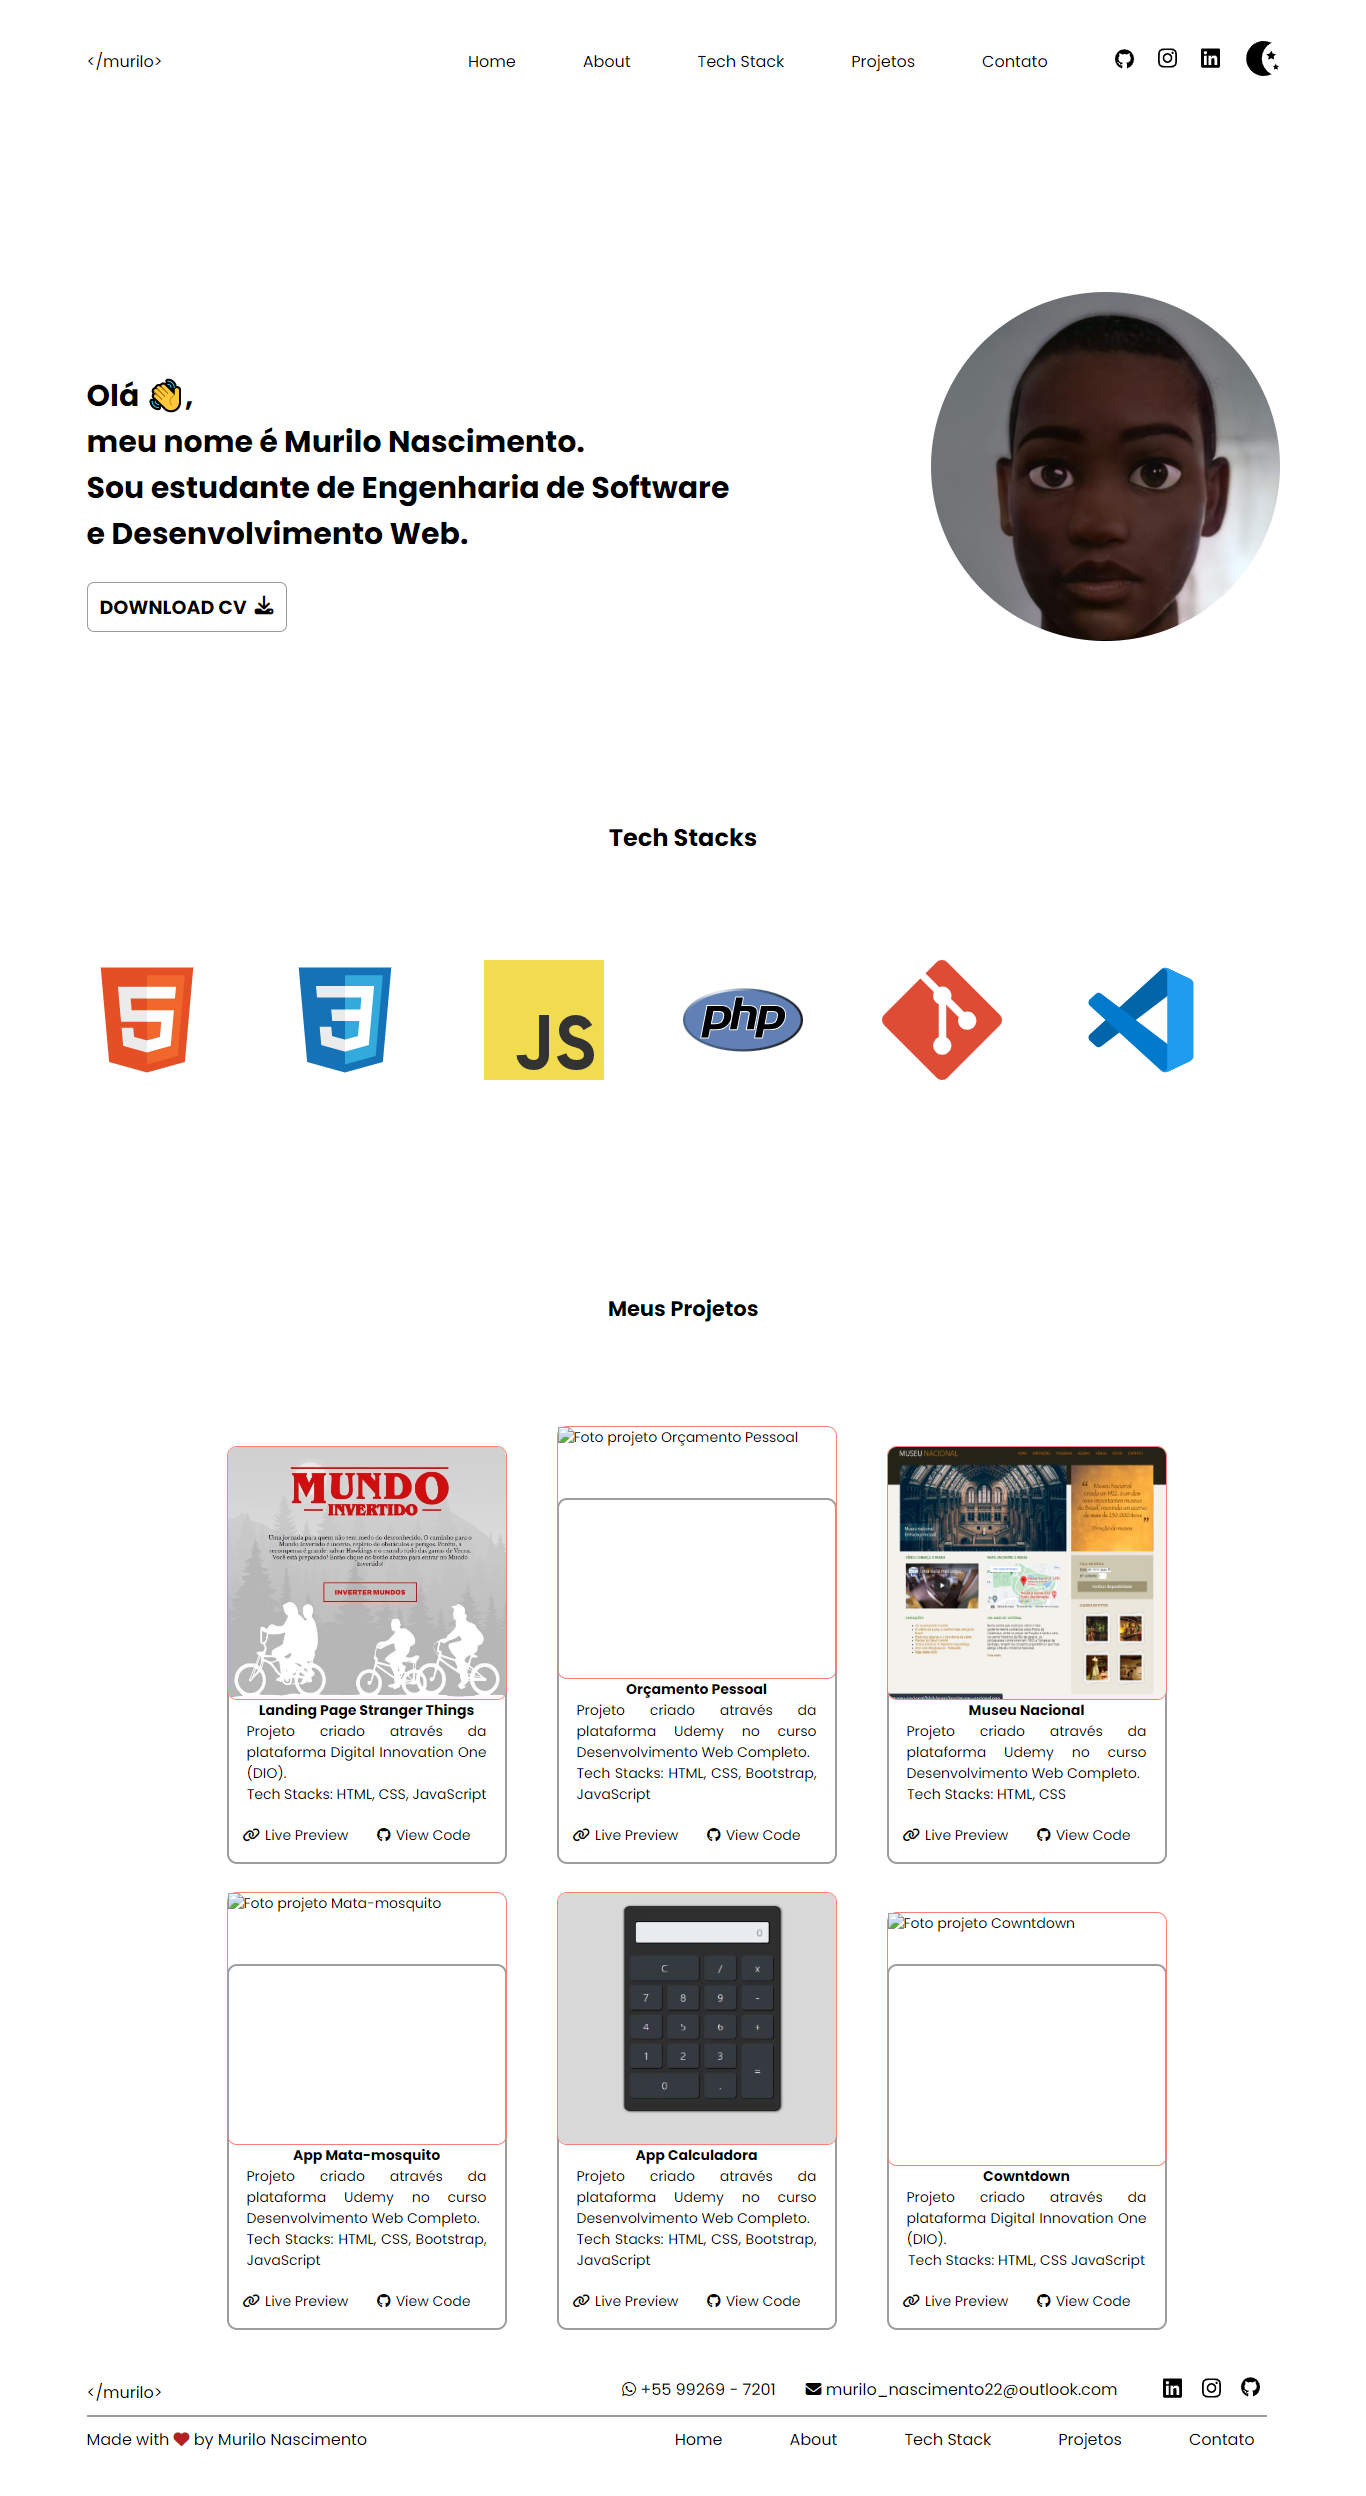 </murilo>
Home About Tech Stack Projetos Contato
Olá 👋,
meu nome é Murilo Nascimento.
Sou estudante de Engenharia de Software
e Desenvolvimento Web.
DOWNLOAD CV
Tech Stacks
5
3
JS
php
Meus Projetos
MUNDO
INVERTIDO
INVERTER MUNDOS
Landing Page Stranger Things
Projeto criado através da
plataforma Digital Innovation One
(DIO).
Tech Stacks: HTML, CSS, JavaScript
Live Preview View Code
Foto projeto Orçamento Pessoal
Orçamento Pessoal
Projeto criado através da
plataforma Udemy no curso
Desenvolvimento Web Completo.
Tech Stacks: HTML, CSS, Bootstrap,
JavaScript
Live Preview View Code
MUSEU NACIONAL
Museu Nacional
Projeto criado através da
plataforma Udemy no curso
Desenvolvimento Web Completo.
Tech Stacks: HTML, CSS
Live Preview View Code
Foto projeto Mata-mosquito
App Mata-mosquito
Projeto criado através da
plataforma Udemy no curso
Desenvolvimento Web Completo.
Tech Stacks: HTML, CSS, Bootstrap,
JavaScript
Live Preview View Code
0
C / x
7 8 9 -
4 5 6 +
1 2 3 =
0 .
App Calculadora
Projeto criado através da
plataforma Udemy no curso
Desenvolvimento Web Completo.
Tech Stacks: HTML, CSS, Bootstrap,
JavaScript
Live Preview View Code
Foto projeto Cowntdown
Cowntdown
Projeto criado através da
plataforma Digital Innovation One
(DIO).
Tech Stacks: HTML, CSS JavaScript
Live Preview View Code
</murilo>
+55 99269 - 7201 murilo_nascimento22@outlook.com
Made with ❤ by Murilo Nascimento
Home About Tech Stack Projetos Contato